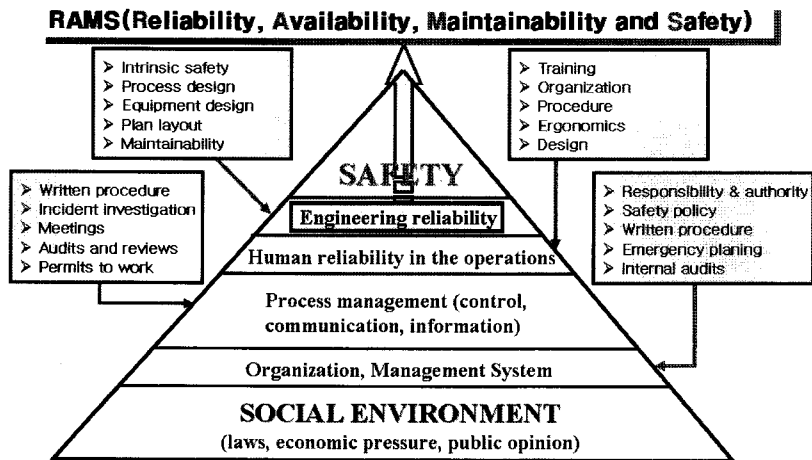 RAMS(Reliability, Availability, Maintainability and Safety)
➢ Intrinsic safety
➢ Process design
➢ Equipment design
➢ Plan layout
➢ Maintainability
➢ Training
➢ Organization
➢ Procedure
➢ Ergonomics
➢ Design
➢ Written procedure
➢ Incident investigation
➢ Meetings
➢ Audits and reviews
➢ Permits to work
➢ Responsibility & authority
➢ Safety policy
➢ Written procedure
➢ Emergency planing
➢ Internal audits
SAFETY
Engineering reliability
Human reliability in the operations
Process management (control,
communication, information)
Organization, Management System
SOCIAL ENVIRONMENT
(laws, economic pressure, public opinion)